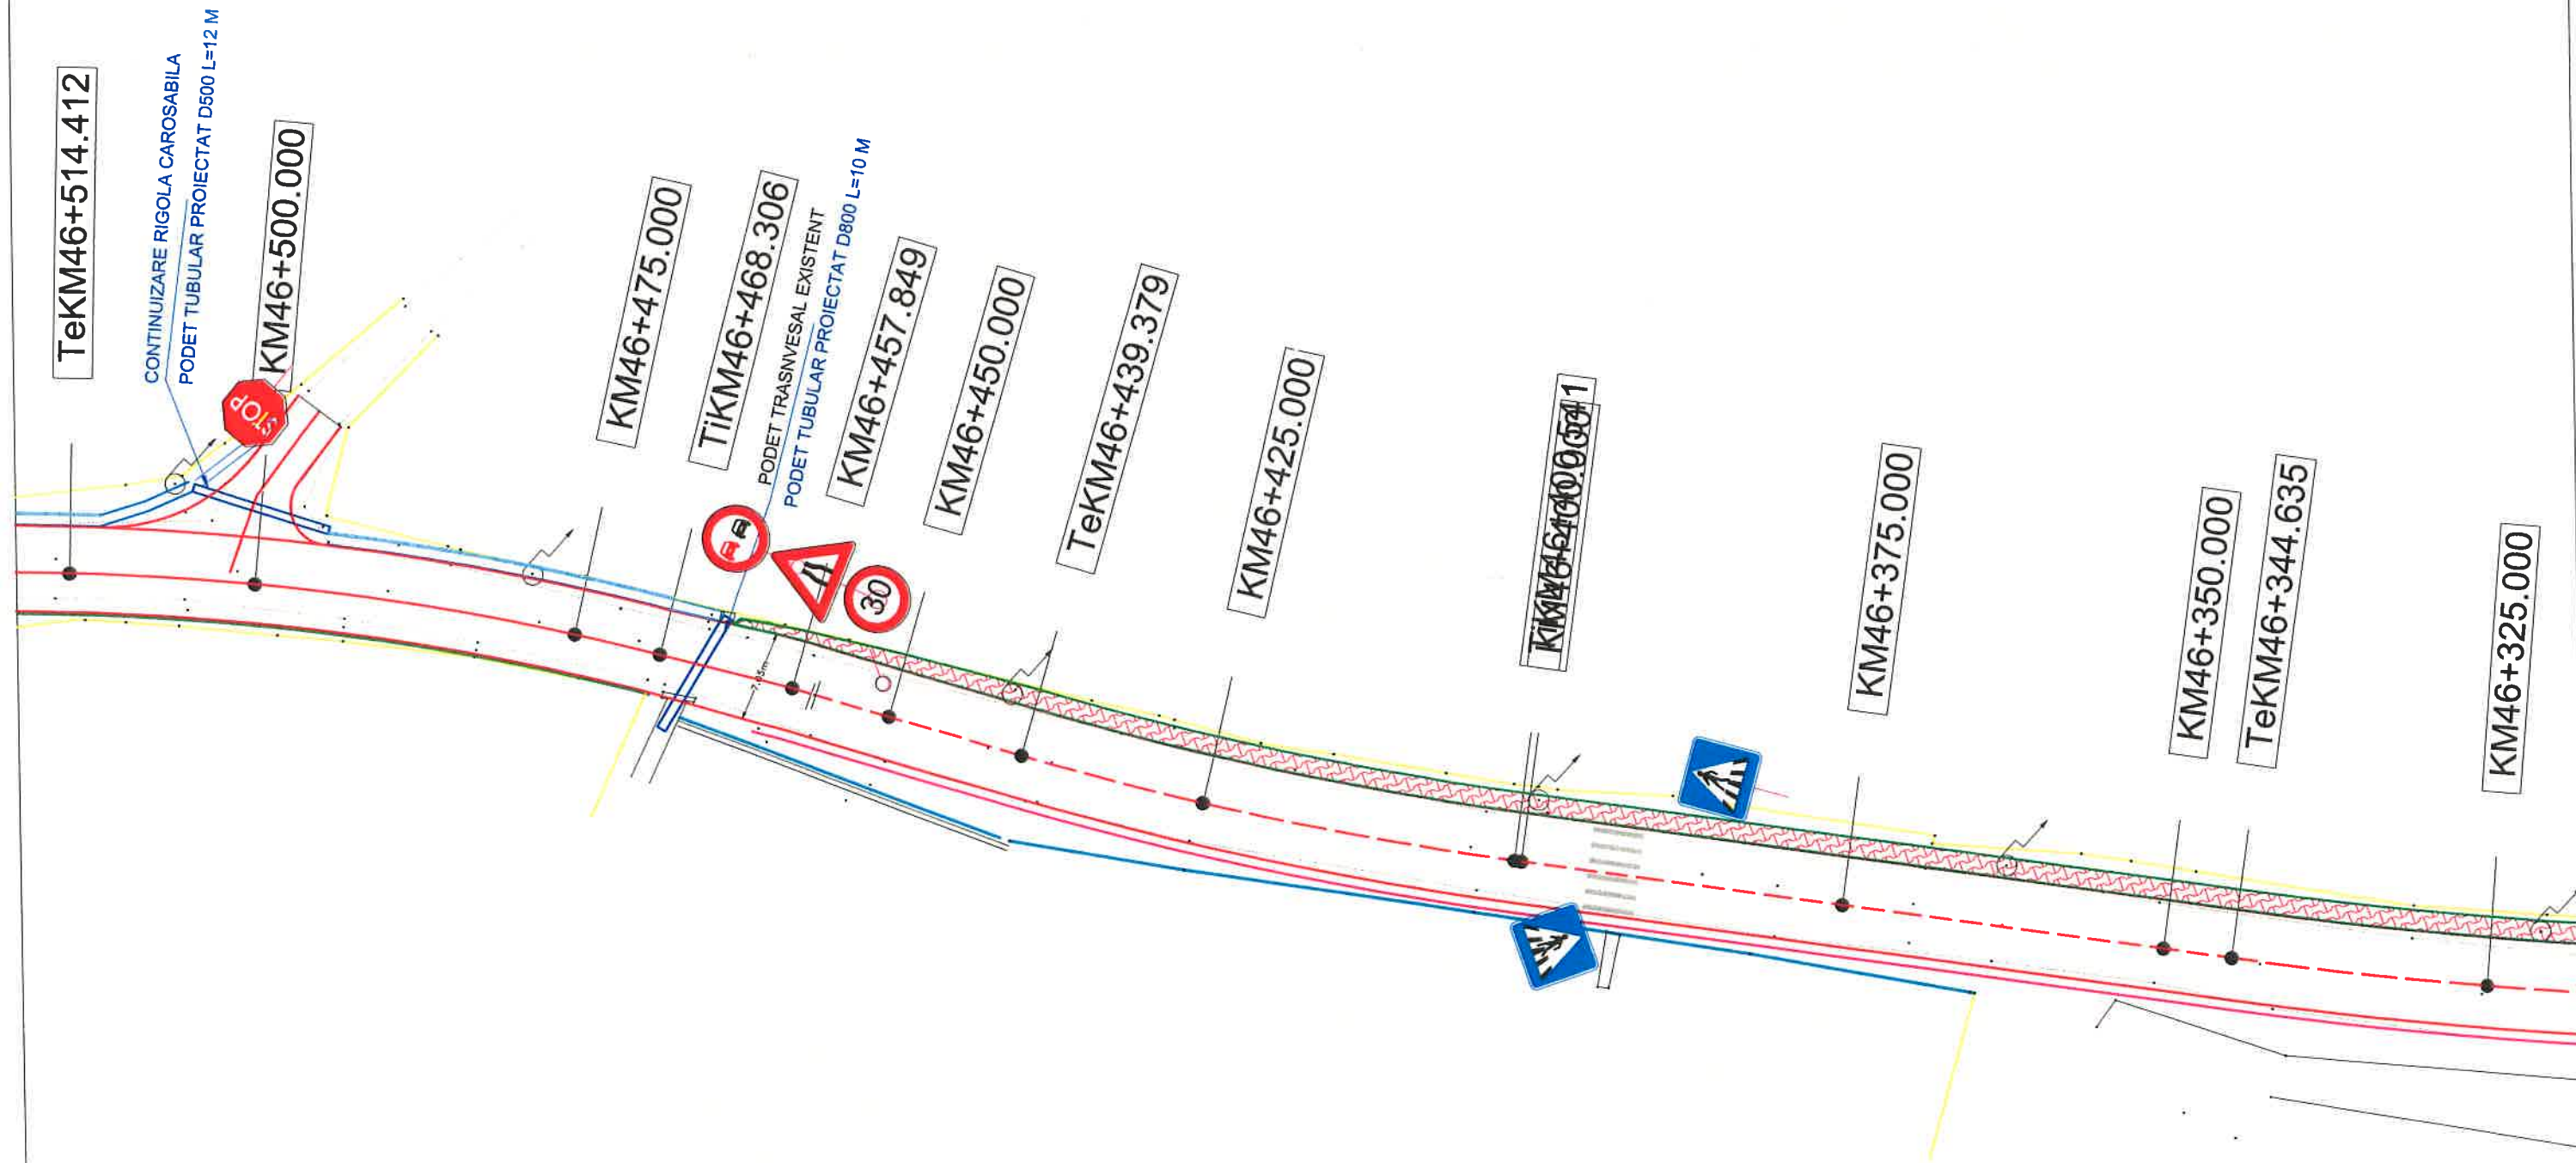 TeKM46+514.412
CONTINUIZARE RIGOLA CAROSABILA
PODET TUBULAR PROIECTAT D500 L=12 M
KM46+500.000
STOP
KM46+475.000
TiKM46+468.306
PODET TRASNVESAL EXISTENT
PODET TUBULAR PROIECTAT D800 L=10 M
KM46+457.849
30
7.05m
KM46+450.000
TeKM46+439.379
KM46+425.000
KM46+375.000
KM46+350.000
TeKM46+344.635
KM46+325.000